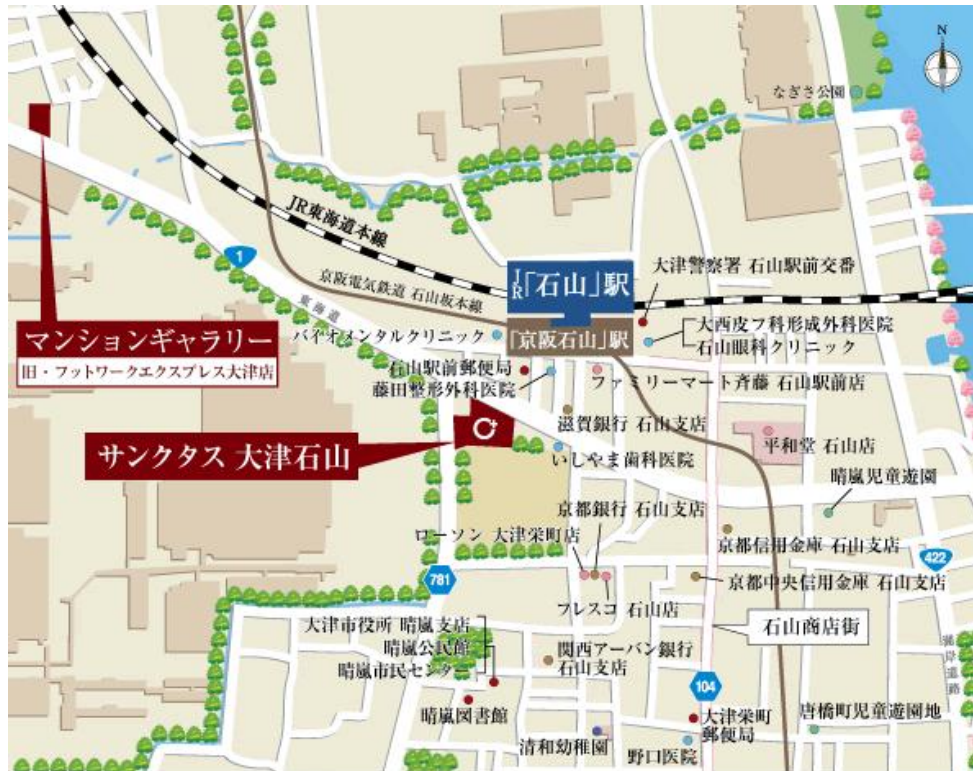 N
なぎさ公園
JR東海道本線
1
京阪電気鉄道 石山坂本線
東海道
JR「石山」駅
「京阪石山」駅
大津警察署 石山駅前交番
大西皮フ科形成外科医院
石山眼科クリニック
バイオメンタルクリニック
マンションギャラリー
旧・フットワークエクスプレス大津店
石山駅前郵便局
藤田整形外科医院
ファミリーマート斉藤 石山駅前店
滋賀銀行 石山支店
平和堂 石山店
サンクタス 大津石山
いしやま歯科医院
晴嵐児童遊園
京都銀行 石山支店
ローソン 大津栄町店
京都信用金庫 石山支店
422
781
京都中央信用金庫 石山支店
フレスコ 石山店
石山商店街
大津市役所 晴嵐支店
晴嵐公民館
晴嵐市民センター
関西アーバン銀行
石山支店
湖岸道路
104
晴嵐図書館
大津栄町
郵便局
唐橋町児童遊園地
清和幼稚園
野口医院